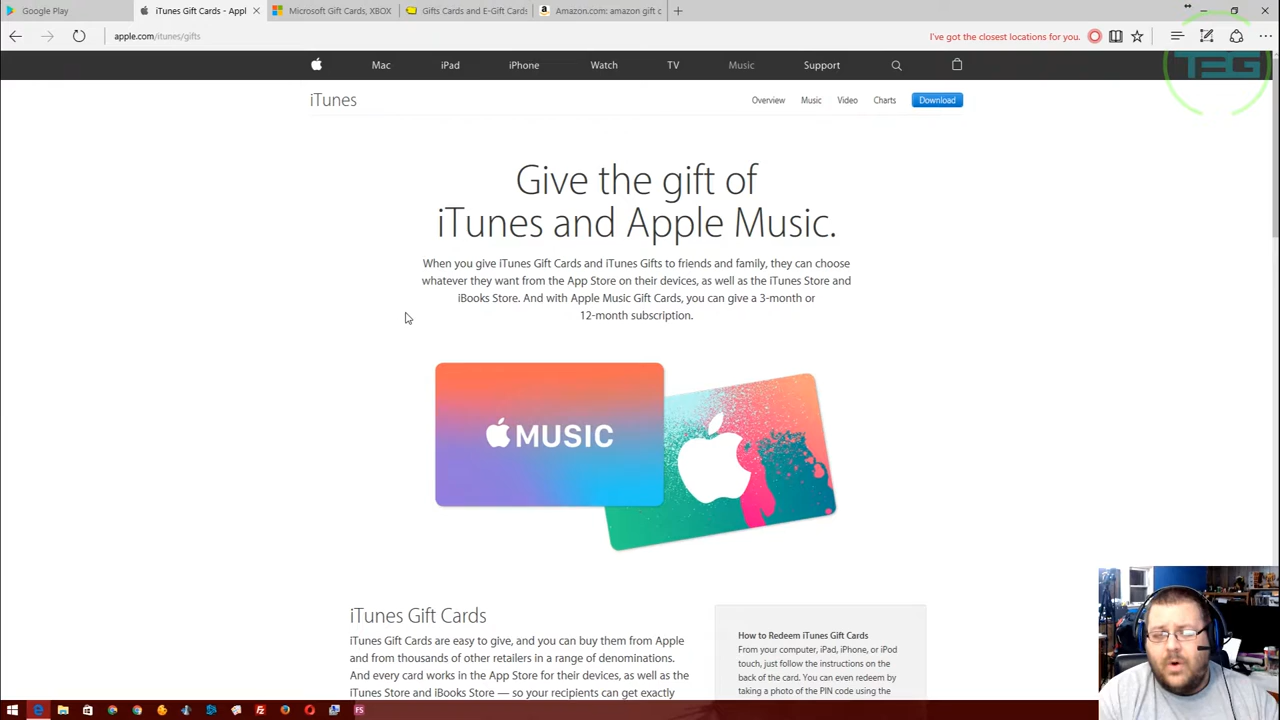 Google Play
iTunes Gift Cards - Appl
Microsoft Gift Cards, XBOX
Gifts Cards and E-Gift Cards
Amazon.com: amazon gift c
apple.com/itunes/gifts
I've got the closest locations for you.
TEG
Mac
iPad
iPhone
Watch
TV
Music
Support
iTunes
Overview
Music
Video
Charts
Download
Give the gift of
iTunes and Apple Music.
When you give iTunes Gift Cards and iTunes Gifts to friends and family, they can choose
whatever they want from the App Store on their devices, as well as the iTunes Store and
iBooks Store. And with Apple Music Gift Cards, you can give a 3-month or
12-month subscription.
MUSIC
iTunes Gift Cards
iTunes Gift Cards are easy to give, and you can buy them from Apple
and from thousands of other retailers in a range of denominations.
And every card works in the App Store for their devices, as well as the
iTunes Store and iBooks Store — so your recipients can get exactly
How to Redeem iTunes Gift Cards
From your computer, iPad, iPhone, or iPod
touch, just follow the instructions on the
back of the card. You can even redeem by
taking a photo of the PIN code using the
FS